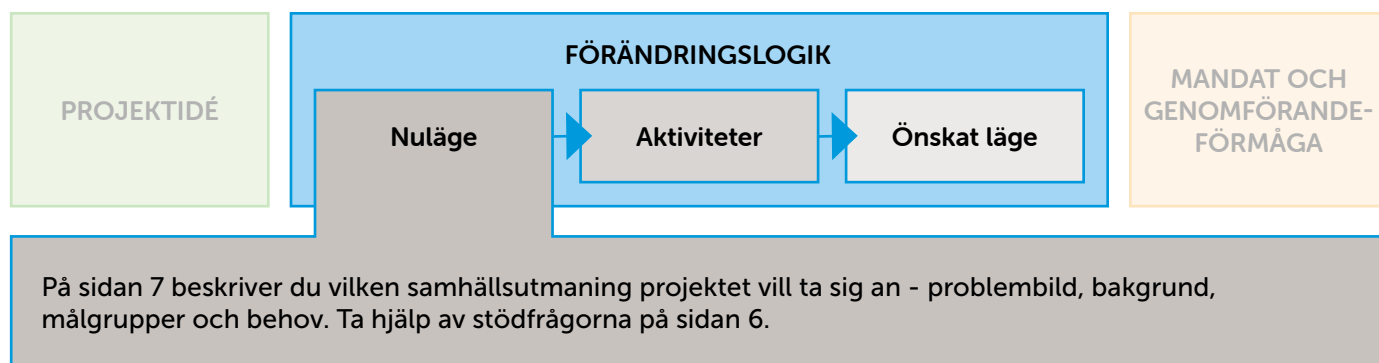 PROJEKTIDÉ
FÖRÄNDRINGSLOGIK
Nuläge
Aktiviteter
Önskat läge
MANDAT OCH
GENOMFÖRANDE-
FÖRMÅGA
På sidan 7 beskriver du vilken samhällsutmaning projektet vill ta sig an - problembild, bakgrund,
målgrupper och behov. Ta hjälp av stödfrågorna på sidan 6.